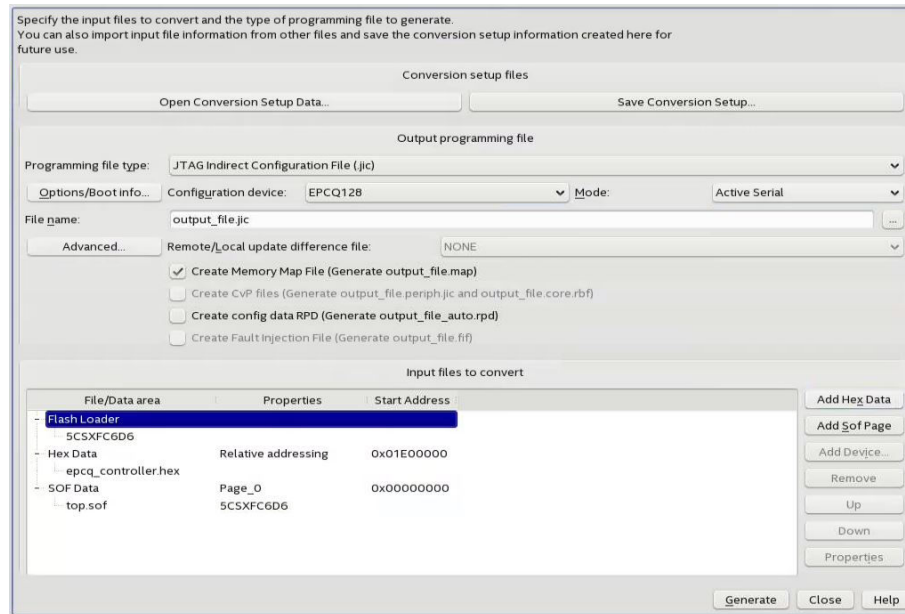 Specify the input files to convert and the type of programming file to generate.
You can also import input file information from other files and save the conversion setup information created here for
future use.
Conversion setup files
Open Conversion Setup Data...
Save Conversion Setup...
Output programming file
Programming file type:
JTAG Indirect Configuration File (.jic)
Options/Boot info...
Configuration device:
EPCQ128
Mode:
Active Serial
File name:
output_file.jic
...
Advanced...
Remote/Local update difference file:
NONE
Create Memory Map File (Generate output_file.map)
Create CvP files (Generate output_file.periph.jic and output_file.core.rbf)
Create config data RPD (Generate output_file_auto.rpd)
Create Fault Injection File (Generate output_file.fif)
Input files to convert
File/Data area Properties Start Address
Flash Loader
5CSXFC6D6
Hex Data Relative addressing 0x01E00000
epcq_controller.hex
SOF Data Page_0 0x00000000
top.sof 5CSXFC6D6
Add Hex Data
Add Sof Page
Add Device...
Remove
Up
Down
Properties
Generate
Close
Help